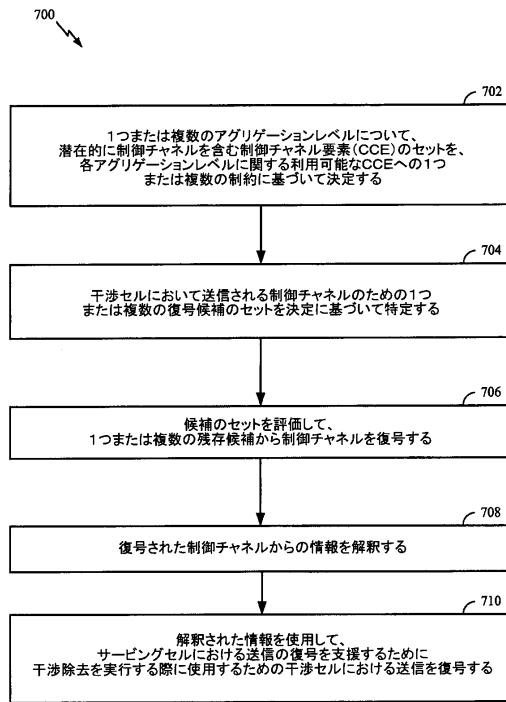 700
702
1つまたは複数のアグリゲーションレベルについて、
潜在的に制御チャネルを含む制御チャネル要素(CCE)のセットを、
各アグリゲーションレベルに関する利用可能なCCEへの1つ
または複数の制約に基づいて決定する
704
干渉セルにおいて送信される制御チャネルのための1つ
または複数の復号候補のセットを決定に基づいて特定する
706
候補のセットを評価して、
1つまたは複数の残存候補から制御チャネルを復号する
708
復号された制御チャネルからの情報を解釈する
710
解釈された情報を使用して、
サービングセルにおける送信の復号を支援するために
干渉除去を実行する際に使用するための干渉セルにおける送信を復号する